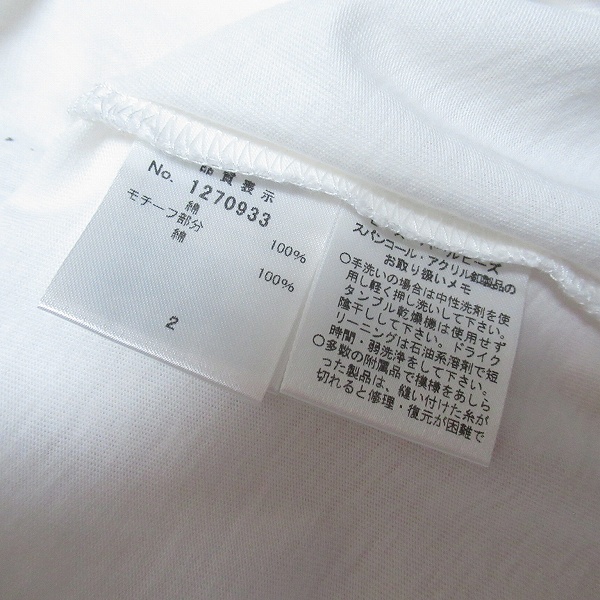 品質表示
No. 1270933
綿 100%
モチーフ部分
綿 100%
2
スパンコール・アクリル釦製品の
お取り扱いメモ
○手洗いの場合は中性洗剤を使
用し軽く押し洗いして下さい。
タンブル乾燥機は使用せず
陰干しして下さい。ドライク
リーニングは石油系溶剤で短
時間・弱洗浄をして下さい。
●多数の附属品で模様をあしら
った製品は、縫い付けた糸が
切れると修理・復元が困難で